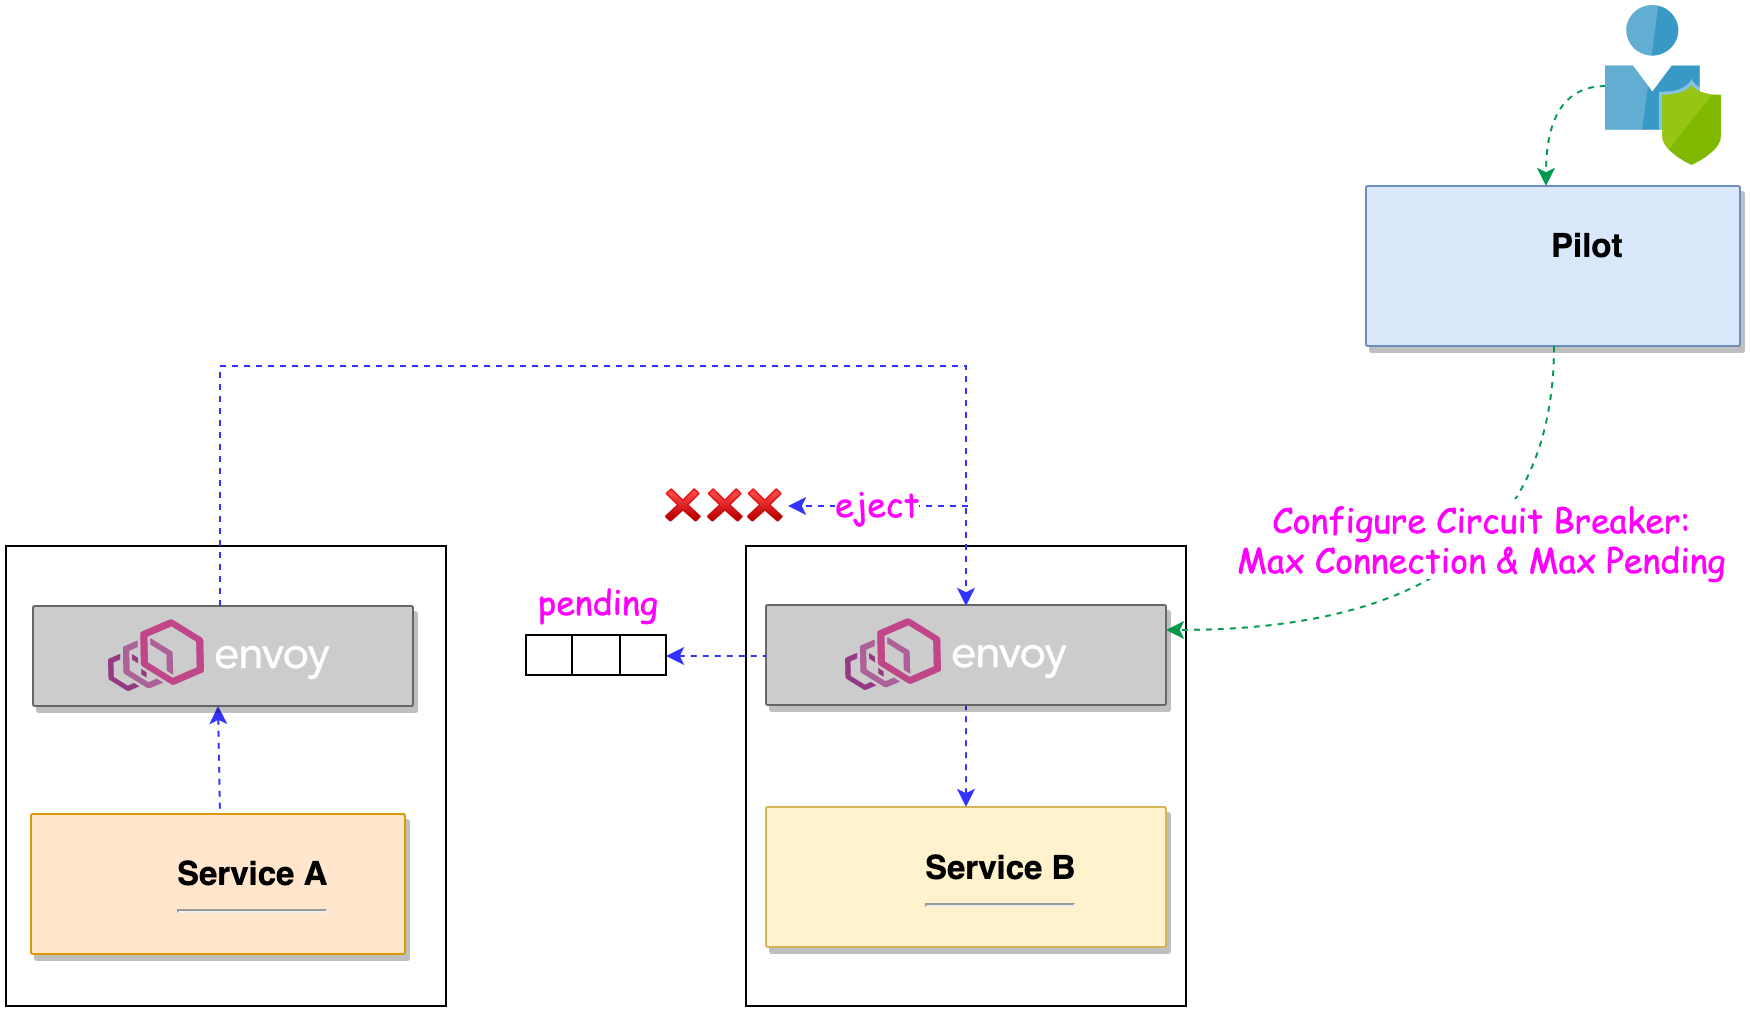 Pilot
eject
Configure Circuit Breaker:
Max Connection & Max Pending
pending
envoy
envoy
Service A
Service B